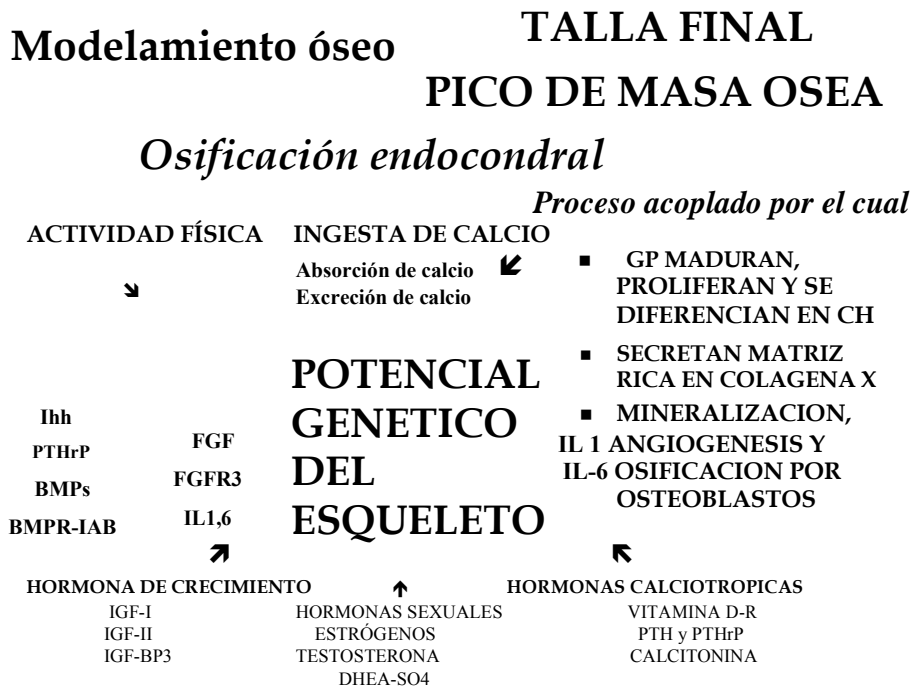 Modelamiento óseo
TALLA FINAL
PICO DE MASA OSEA
Osificación endocondral
Proceso acoplado por el cual
ACTIVIDAD FÍSICA
INGESTA DE CALCIO
Absorción de calcio
Excreción de calcio
GP MADURAN,
PROLIFERAN Y SE
DIFERENCIAN EN CH
SECRETAN MATRIZ
RICA EN COLAGENA X
MINERALIZACION,
IL 1 ANGIOGENESIS Y
IL-6 OSIFICACION POR
OSTEOBLASTOS
POTENCIAL
GENETICO
DEL
ESQUELETO
Ihh
PTHrP
BMPs
BMPR-IAB
FGF
FGFR3
IL1,6
HORMONA DE CRECIMIENTO
IGF-I
IGF-II
IGF-BP3
HORMONAS SEXUALES
ESTRÓGENOS
TESTOSTERONA
DHEA-SO4
HORMONAS CALCIOTROPICAS
VITAMINA D-R
PTH y PTHrP
CALCITONINA